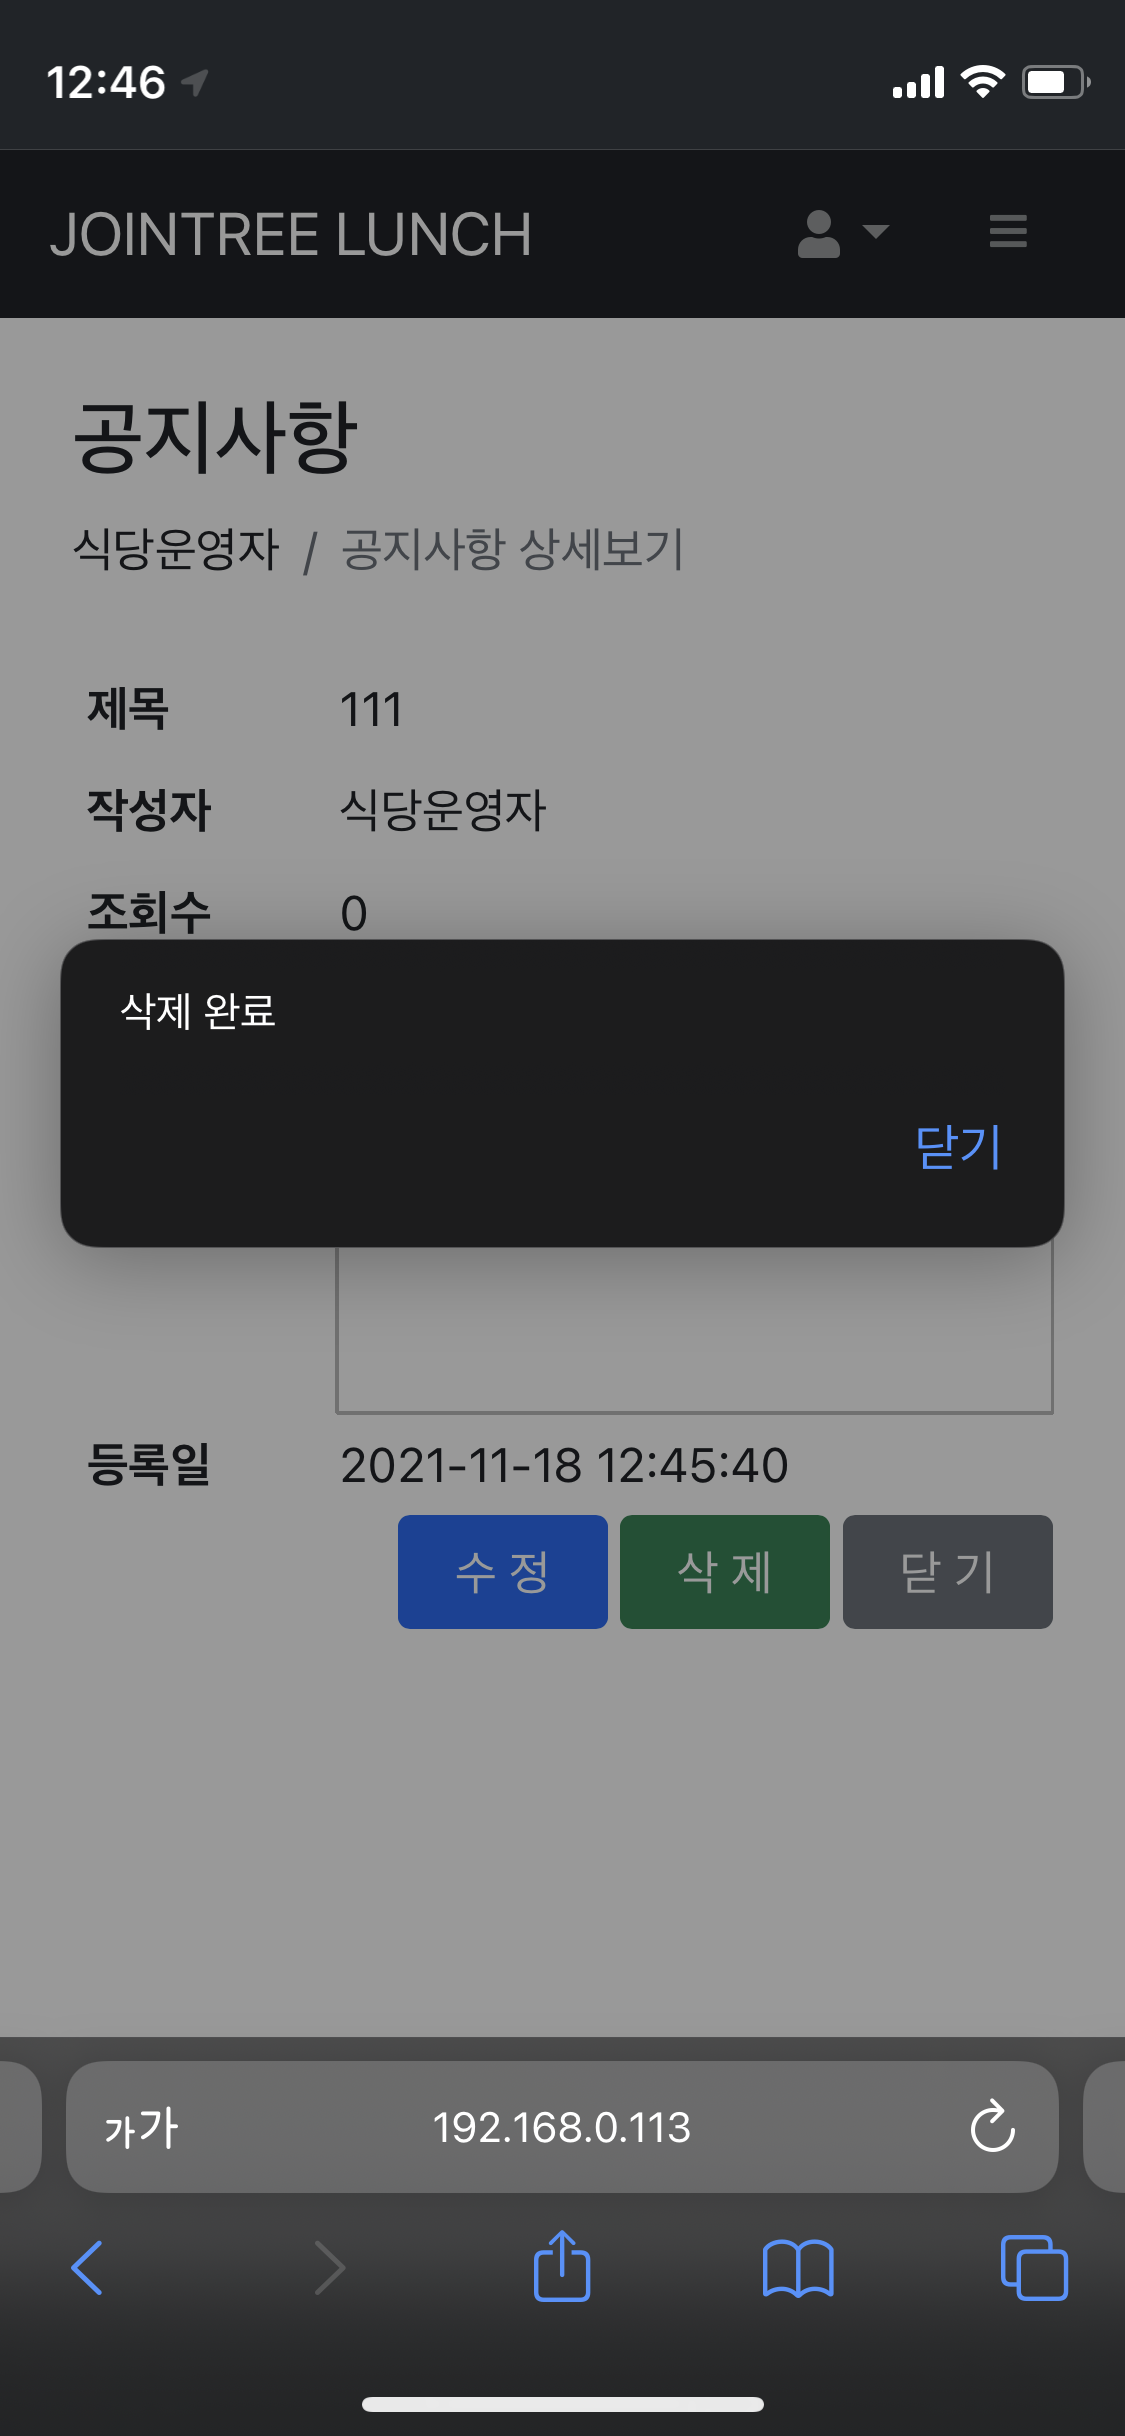 12:46
JOINTREE LUNCH
공지사항
식당운영자 / 공지사항 상세보기
제목 111
작성자 식당운영자
조회수 0
삭제 완료
닫기
등록일 2021-11-18 12:45:40
수 정 삭 제 닫 기
가가 192.168.0.113